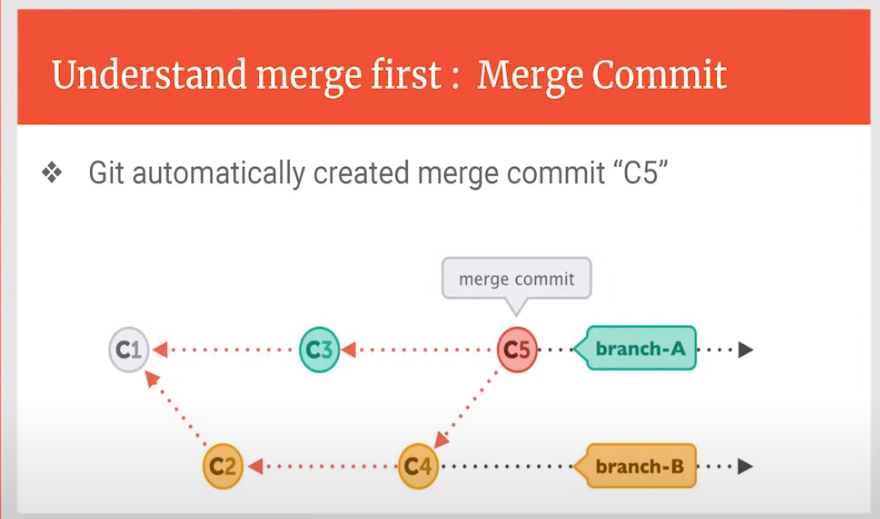 Understand merge first : Merge Commit
❖ Git automatically created merge commit “C5”
merge commit
C1
C3
C5
branch-A
C2
C4
branch-B